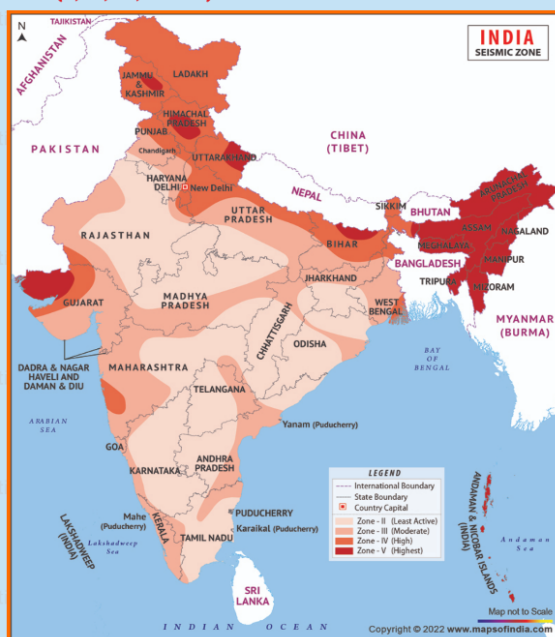 TAJIKISTAN
N
INDIA
SEISMIC ZONE
AFGHANISTAN
LADAKH
JAMMU
&
KASHMIR
HIMACHAL
PRADESH
PUNJAB
CHINA
(TIBET)
Chandigarh
UTTARAKHAND
PAKISTAN
HARYANA
DELHI
New Delhi
NEPAL
ARUNACHAL
PRADESH
SIKKIM
BHUTAN
UTTAR
PRADESH
RAJASTHAN
ASSAM
NAGALAND
BIHAR
MEGHALAYA
MANIPUR
BANGLADESH
JHARKHAND
TRIPURA
MIZORAM
GUJARAT
MADHYA
PRADESH
WEST
BENGAL
CHHATTISGARH
MYANMAR
(BURMA)
ODISHA
DADRA & NAGAR
HAVELI AND
DAMAN & DIU
MAHARASHTRA
BAY
OF
BENGAL
TELANGANA
ARABIAN
SEA
Yanam (Puducherry)
GOA
ANDHRA
PRADESH
KARNATAKA
LEGEND
International Boundary
State Boundary
Country Capital
Zone - II (Least Active)
Zone - III (Moderate)
Zone - IV (High)
Zone - V (Highest)
ANDAMAN & NICOBAR ISLANDS
(INDIA)
Andaman
Sea
Mahe
(Puducherry)
PUDUCHERRY
Karaikal (Puducherry)
KERALA
TAMIL NADU
LAKSHADWEEP
(INDIA)
Lakshadweep
Sea
SRI
LANKA
Map not to Scale
INDIAN OCEAN
Copyright © 2022 www.mapsofindia.com